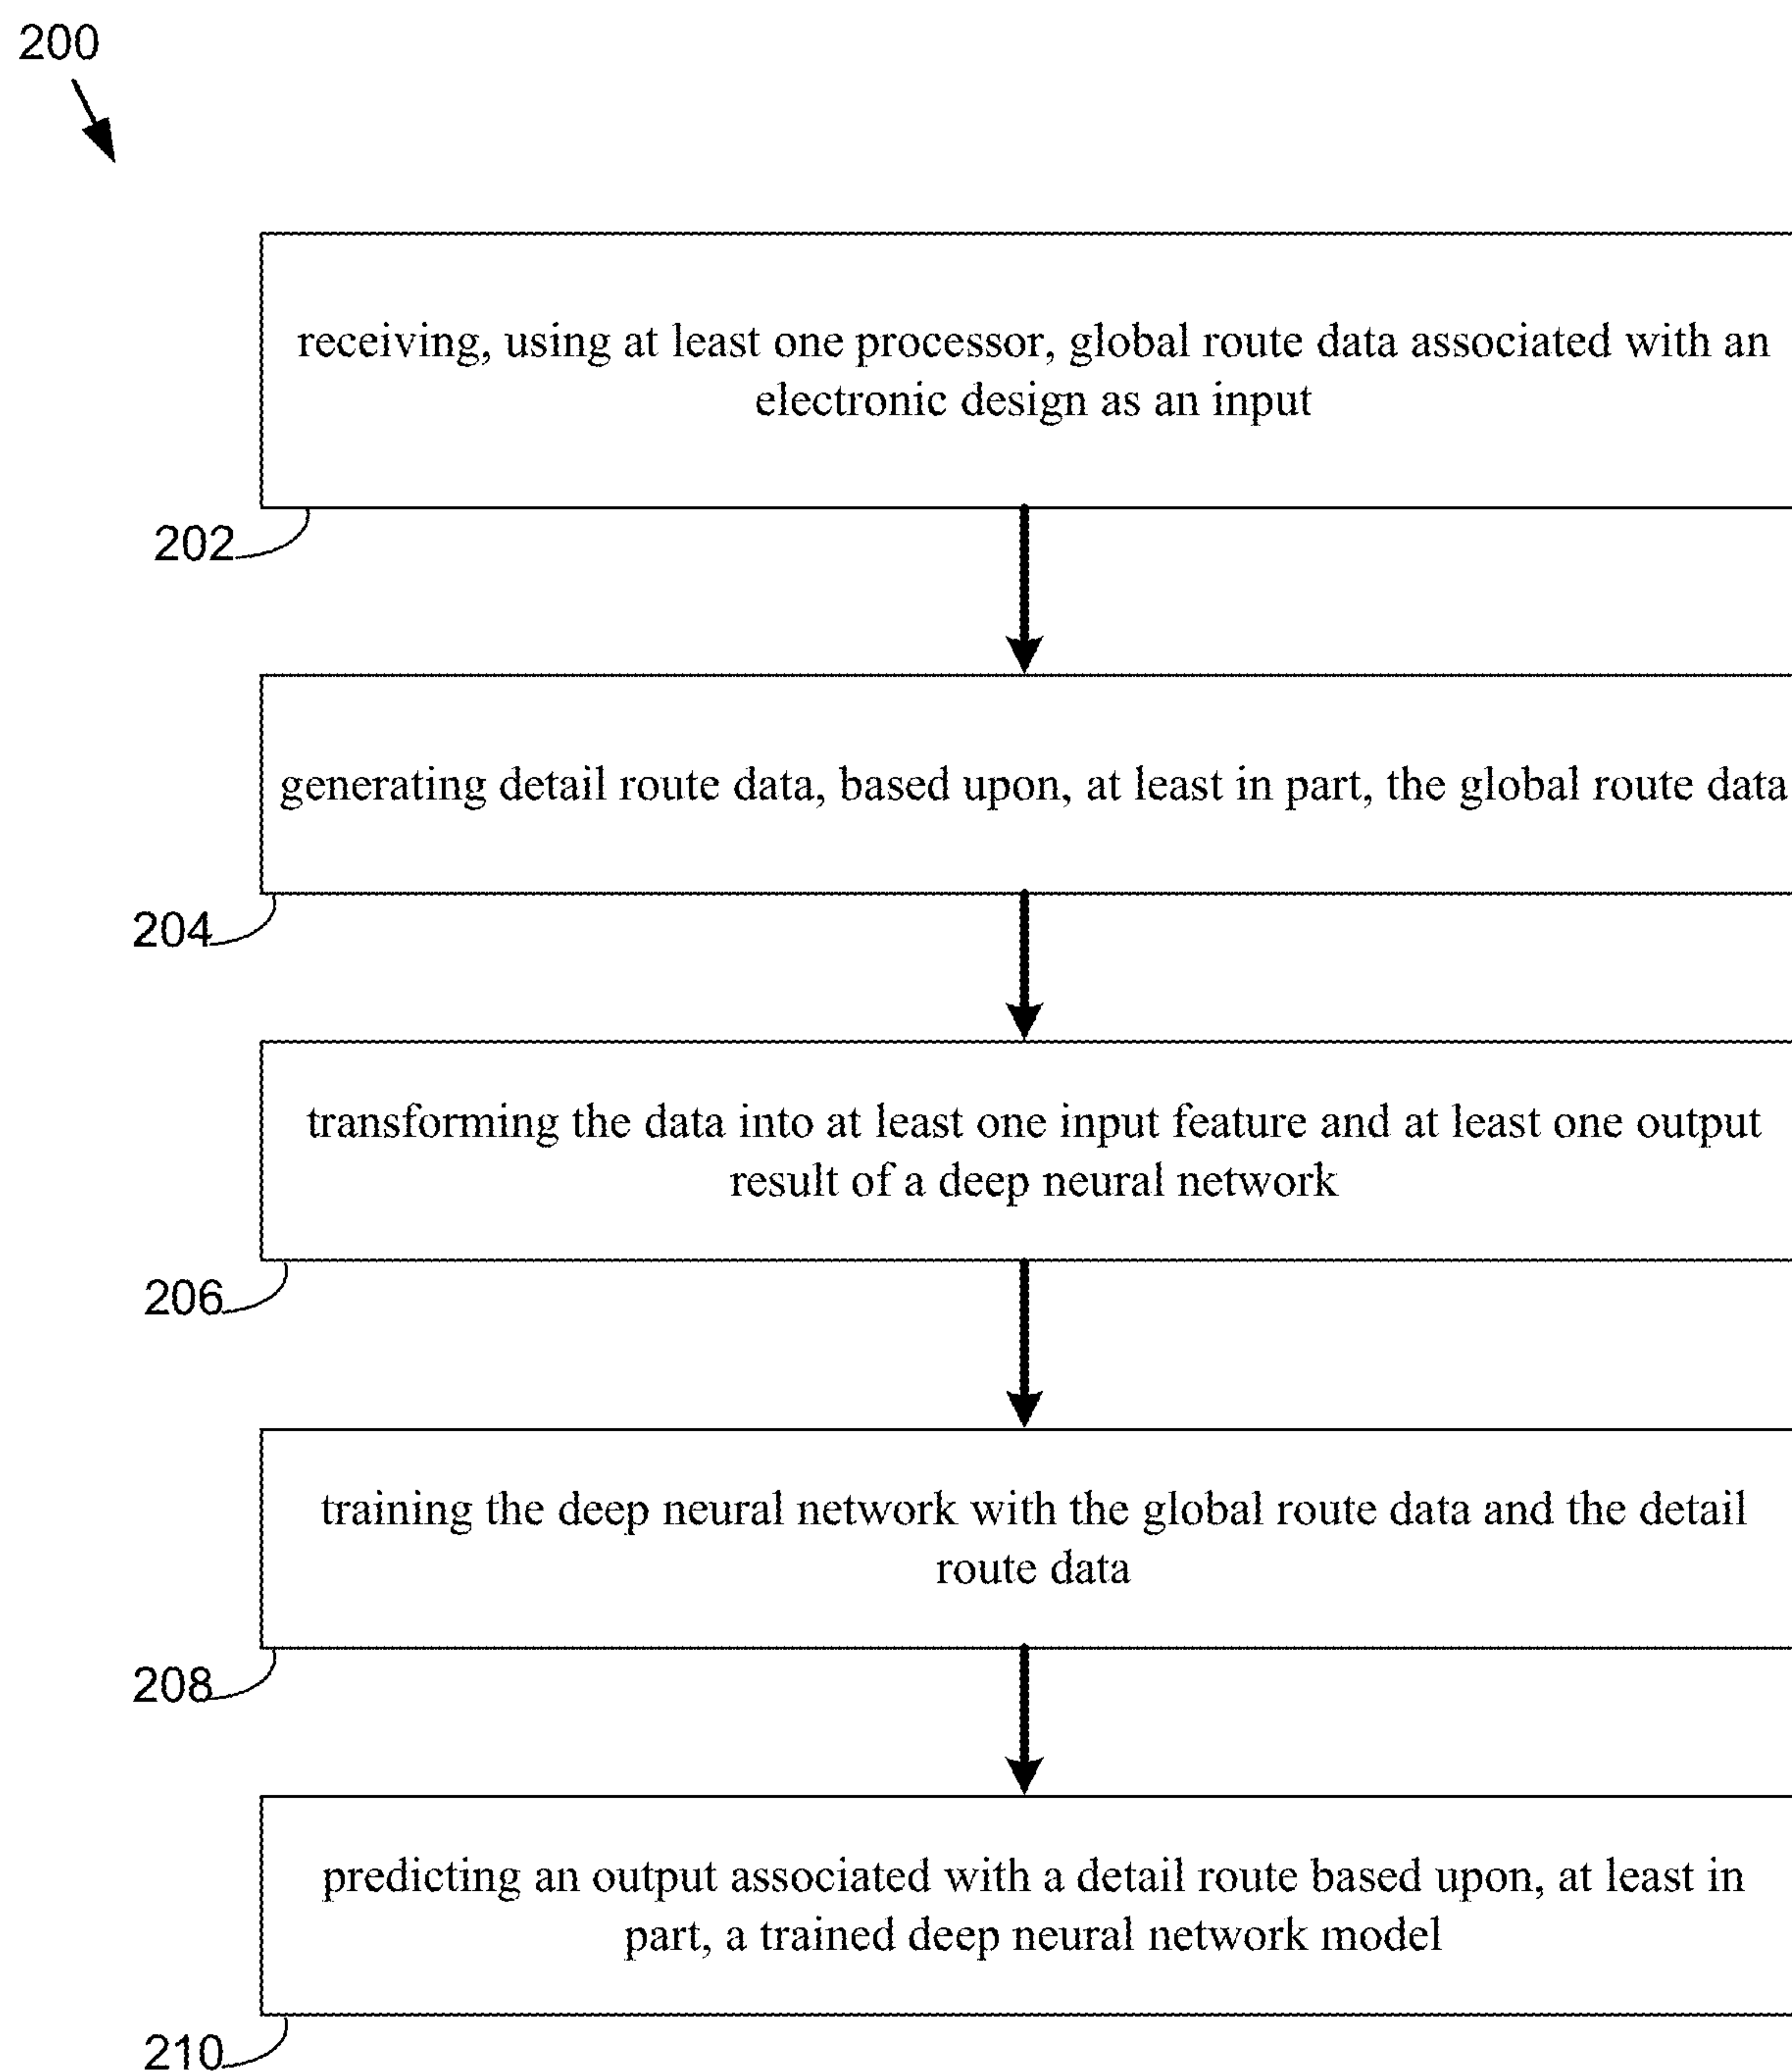 200
receiving, using at least one processor, global route data associated with an
electronic design as an input
202
generating detail route data, based upon, at least in part, the global route data
204
transforming the data into at least one input feature and at least one output
result of a deep neural network
206
training the deep neural network with the global route data and the detail
route data
208
predicting an output associated with a detail route based upon, at least in
part, a trained deep neural network model
210